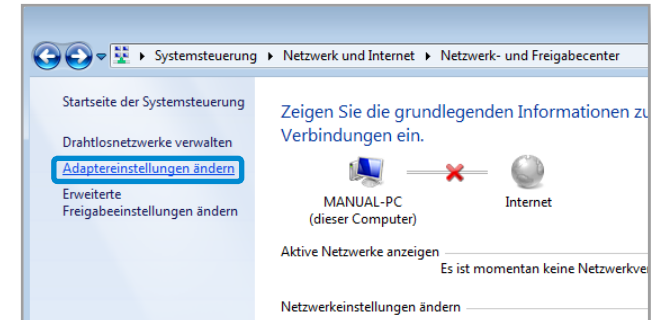 Systemsteuerung ▸ Netzwerk und Internet ▸ Netzwerk- und Freigabecenter
Startseite der Systemsteuerung
Drahtlosnetzwerke verwalten
Adaptereinstellungen ändern
Erweiterte
Freigabeeinstellungen ändern
Zeigen Sie die grundlegenden Informationen
Verbindungen ein.
MANUAL-PC
(dieser Computer)
Internet
Aktive Netzwerke anzeigen
Es ist momentan keine
Netzwerkeinstellungen ändern